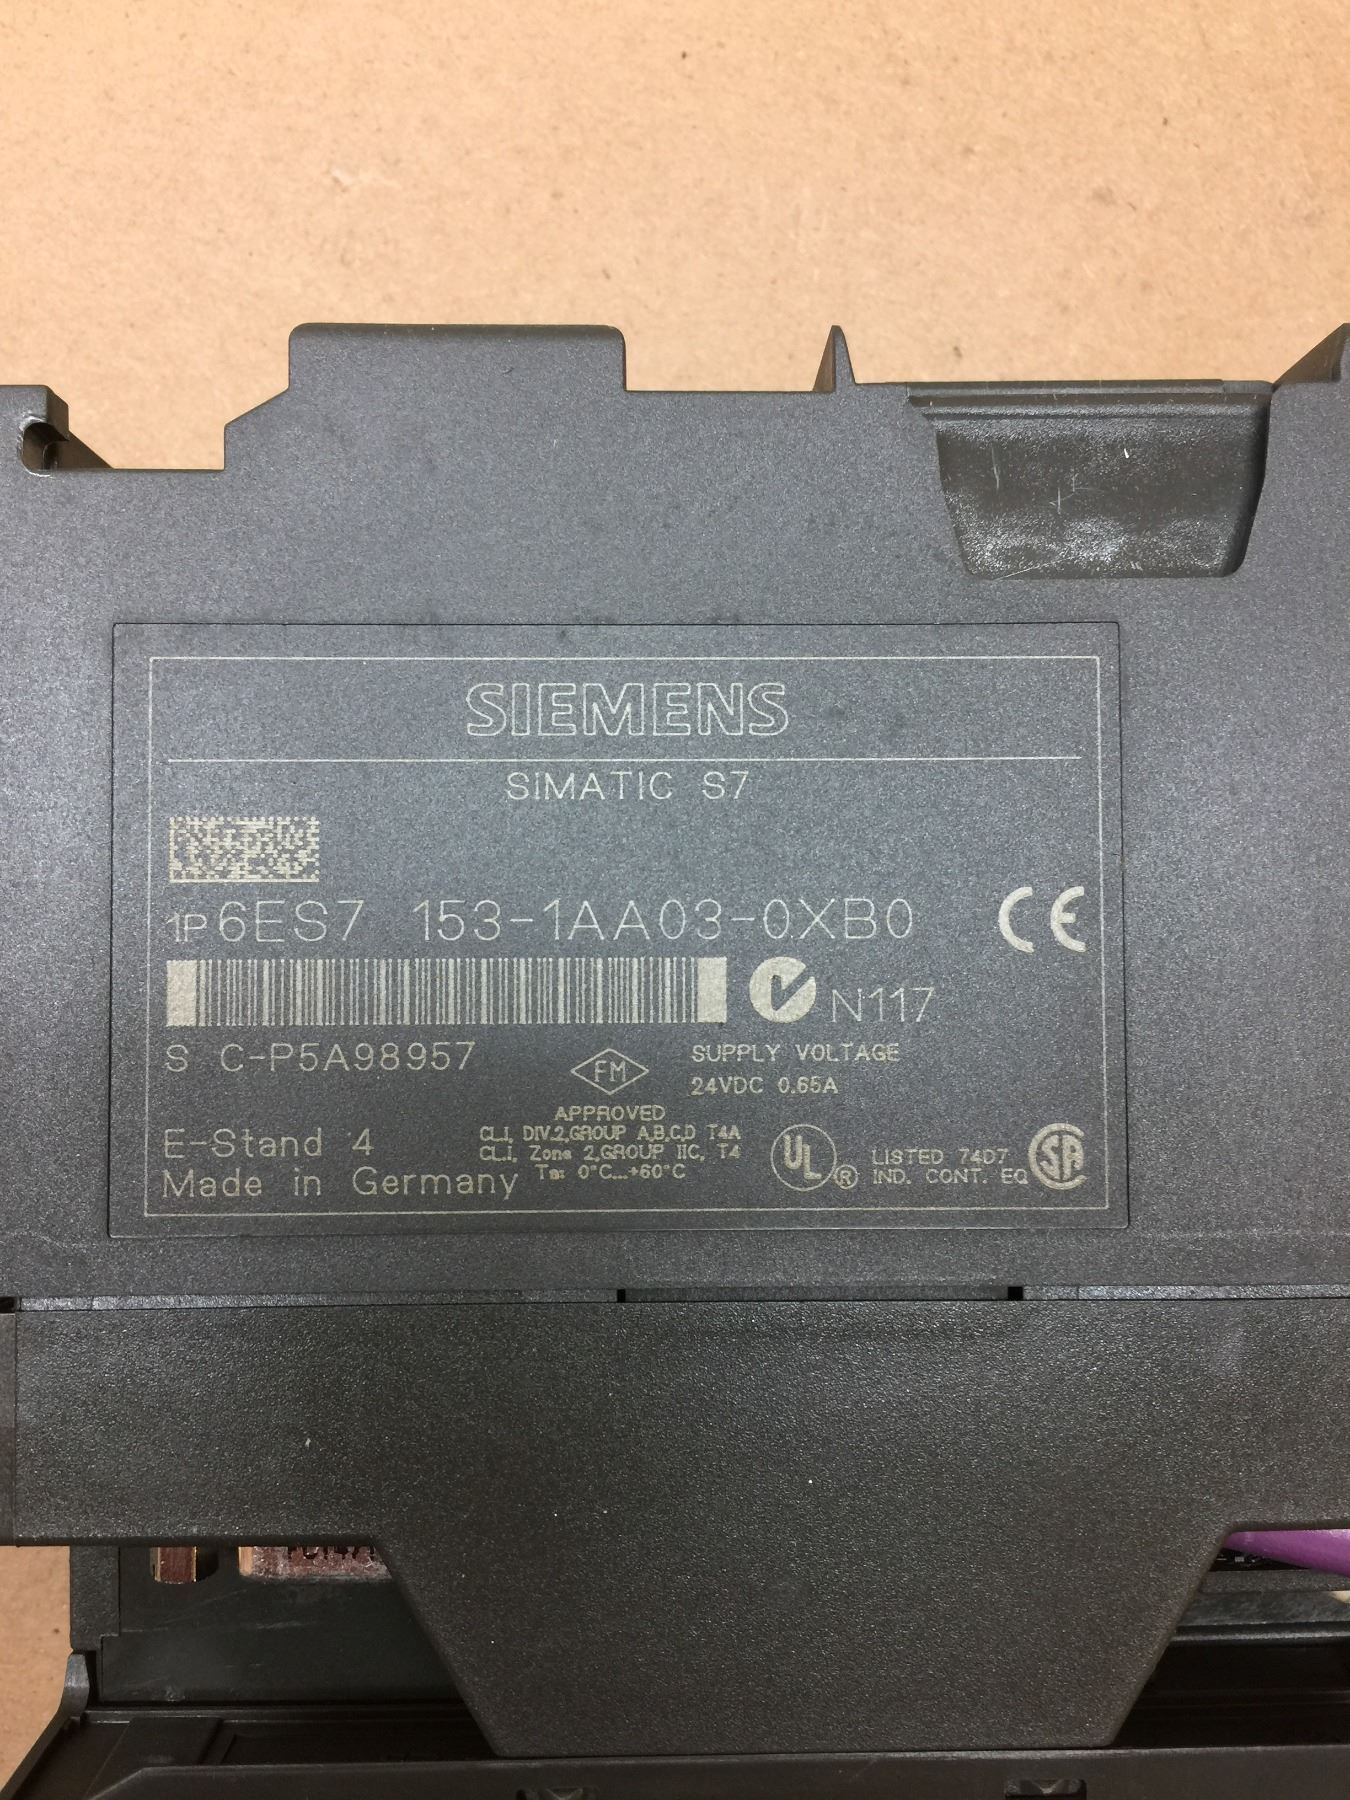 SIEMENS
SIMATIC S7
1P 6ES7 153-1AA03-0XB0
CE
N117
S C-P5A98957
SUPPLY VOLTAGE
24VDC 0.65A
FM
APPROVED
CL.I, DIV.2,GROUP A,B,C,D T4A
CL.I, Zone 2,GROUP IIC, T4
Ta: 0°C...+60°C
E-Stand 4
Made in Germany
UL ®
LISTED 74D7
IND. CONT. EQ
SA